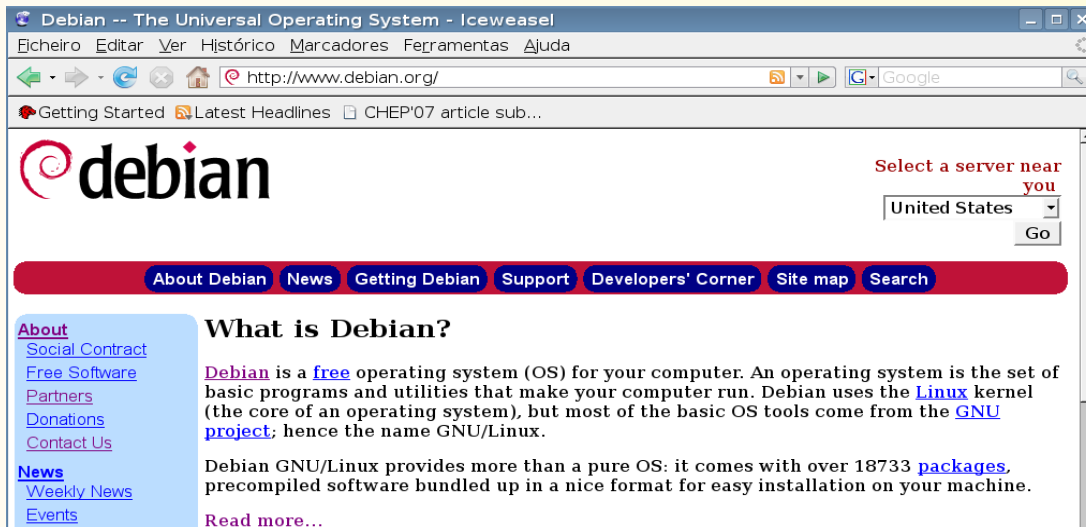 Debian -- The Universal Operating System - Iceweasel
Ficheiro Editar Ver Histórico Marcadores Ferramentas Ajuda
http://www.debian.org/ G Google
Getting Started Latest Headlines CHEP'07 article sub...
debian
Select a server near
you
United States
Go
About Debian News Getting Debian Support Developers' Corner Site map Search
About
Social Contract
Free Software
Partners
Donations
Contact Us
News
Weekly News
Events
What is Debian?
Debian is a free operating system (OS) for your computer. An operating system is the set of
basic programs and utilities that make your computer run. Debian uses the Linux kernel
(the core of an operating system), but most of the basic OS tools come from the GNU
project; hence the name GNU/Linux.
Debian GNU/Linux provides more than a pure OS: it comes with over 18733 packages,
precompiled software bundled up in a nice format for easy installation on your machine.
Read more...